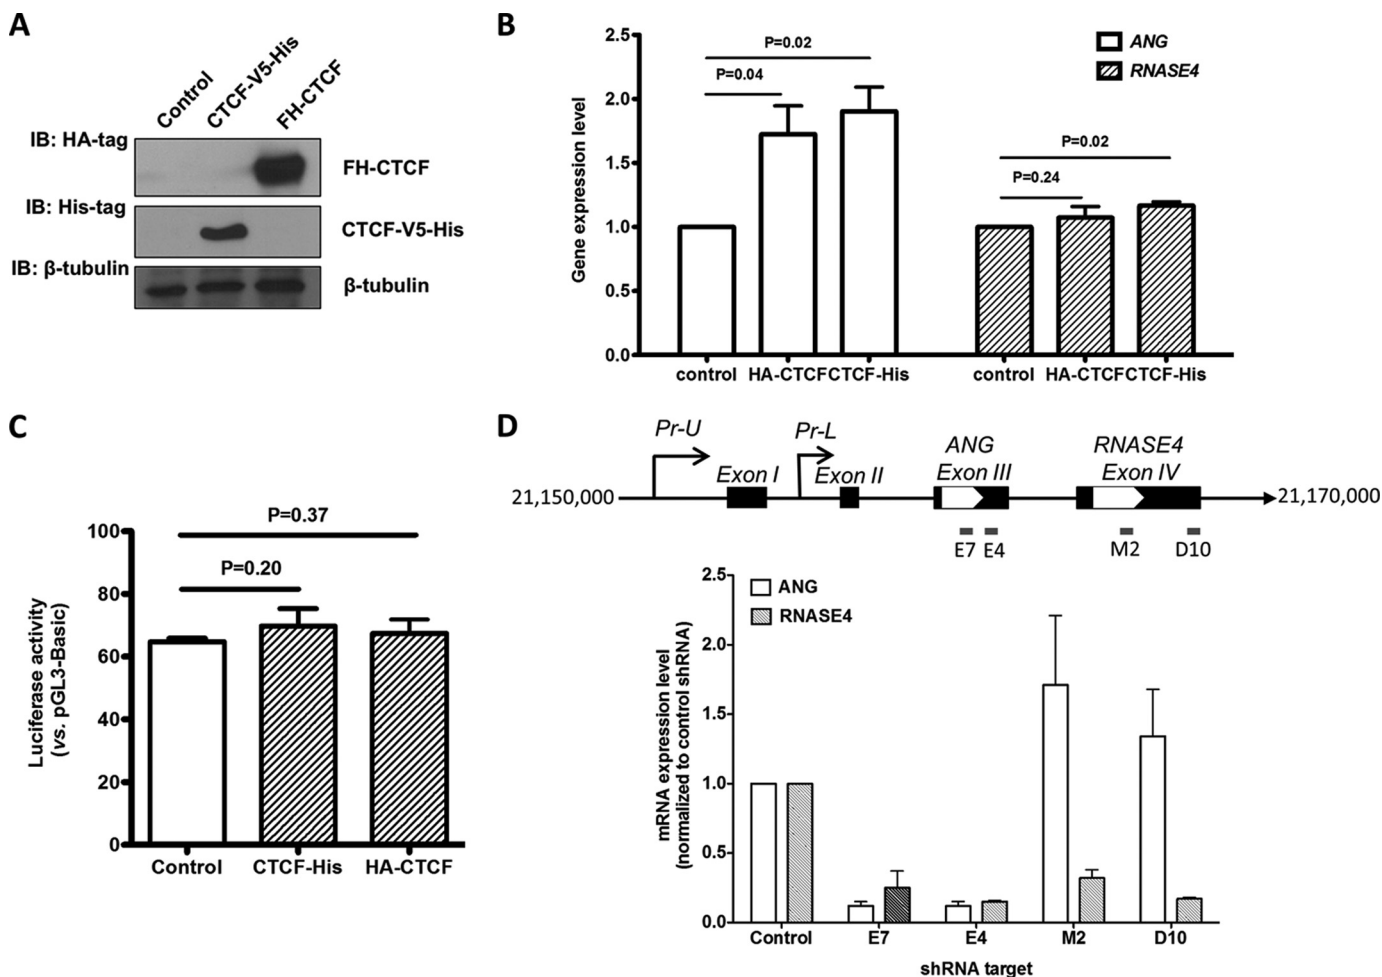 A
Control
CTCF-V5-His
FH-CTCF
IB: HA-tag
FH-CTCF
IB: His-tag
CTCF-V5-His
IB: β-tubulin
β-tubulin
B
2.5
2.0
1.5
1.0
0.5
0.0
Gene expression level
P=0.02
P=0.04
P=0.02
P=0.24
ANG
RNASE4
control HA-CTCF CTCF-His
control HA-CTCF CTCF-His
C
100
80
60
40
20
0
Luciferase activity
(vs. pGL3-Basic)
P=0.37
P=0.20
Control CTCF-His HA-CTCF
D
Pr-U
Pr-L
ANG
RNASE4
Exon I
Exon II
Exon III
Exon IV
21,150,000
21,170,000
E7 E4 M2 D10
2.5
2.0
1.5
1.0
0.5
0.0
mRNA expression level
(normalized to control shRNA)
ANG
RNASE4
Control E7 E4 M2 D10
shRNA target